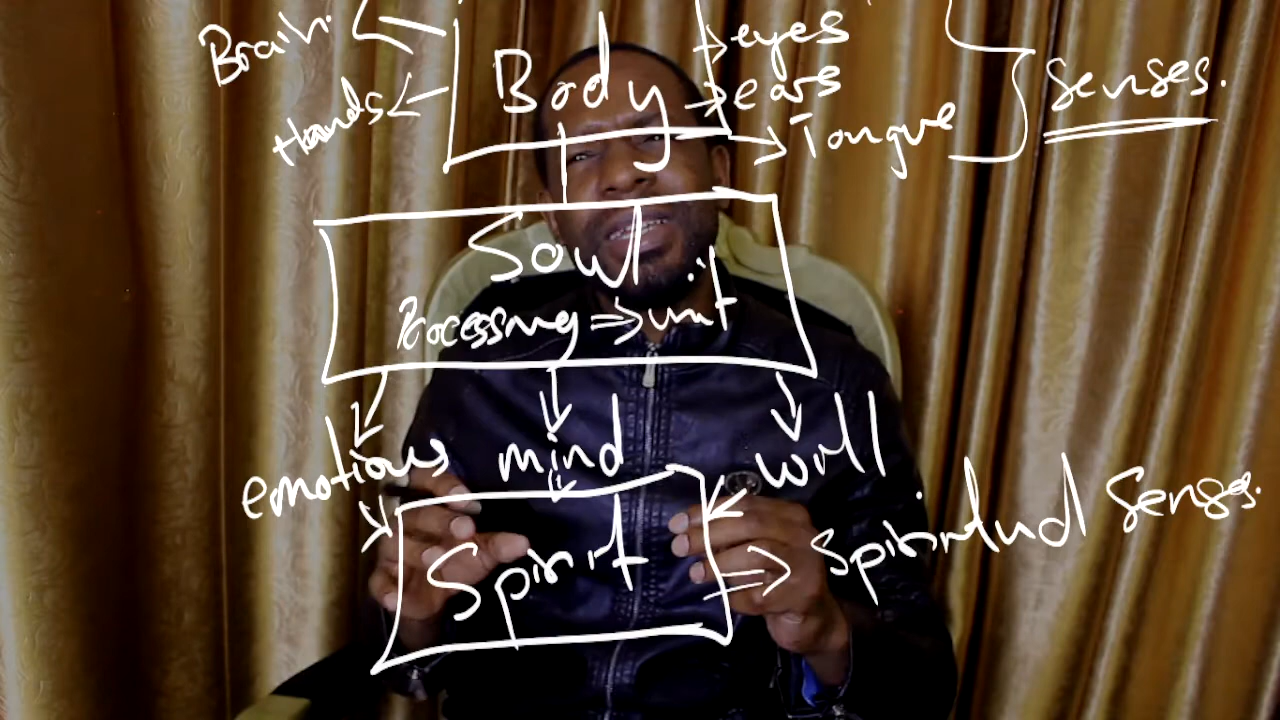 Brain.
Hands
Body
eyes
ears
Tongue
Senses.
Soul
Processing ⇒ unit
emotions mind will
Spirit
Spiritual Senses.